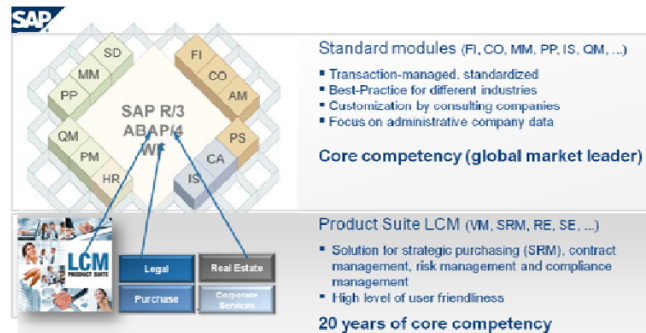 SAP
SD
MM
PP
FI
CO
AM
SAP R/3
ABAP/4
WF
QM
PM
HR
PS
CA
IS
Standard modules (FI, CO, MM, PP, IS, QM, ...)
▪ Transaction-managed, standardized
▪ Best-Practice for different industries
▪ Customization by consulting companies
▪ Focus on administrative company data
Core competency (global market leader)
LCM
PRODUCT SUITE
Legal
Real Estate
Purchase
Corporate
Services
Product Suite LCM (VM, SRM, RE, SE, ...)
▪ Solution for strategic purchasing (SRM), contract
management, risk management and compliance
management
▪ High level of user friendliness
20 years of core competency